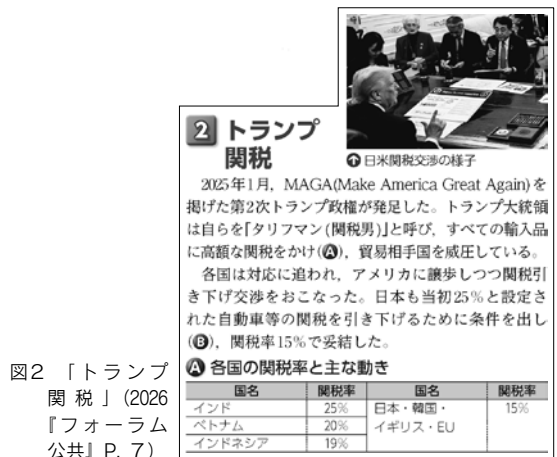 2 トランプ
関税
日米関税交渉の様子
2025年1月，MAGA(Make America Great Again)を
掲げた第2次トランプ政権が発足した。トランプ大統領
は自らを「タリフマン(関税男)」と呼び，すべての輸入品
に高額な関税をかけ(A)，貿易相手国を威圧している。
各国は対応に追われ，アメリカに譲歩しつつ関税引
き下げ交渉をおこなった。日本も当初25％と設定さ
れた自動車等の関税を引き下げるために条件を出し
(B)，関税率15％で妥結した。
A 各国の関税率と主な動き
国名 関税率 国名 関税率
インド 25％ 日本・韓国・ 15％
ベトナム 20％ イギリス・EU
インドネシア 19％
図2 「トランプ
関税」(2026
『フォーラム
公共』P. 7)